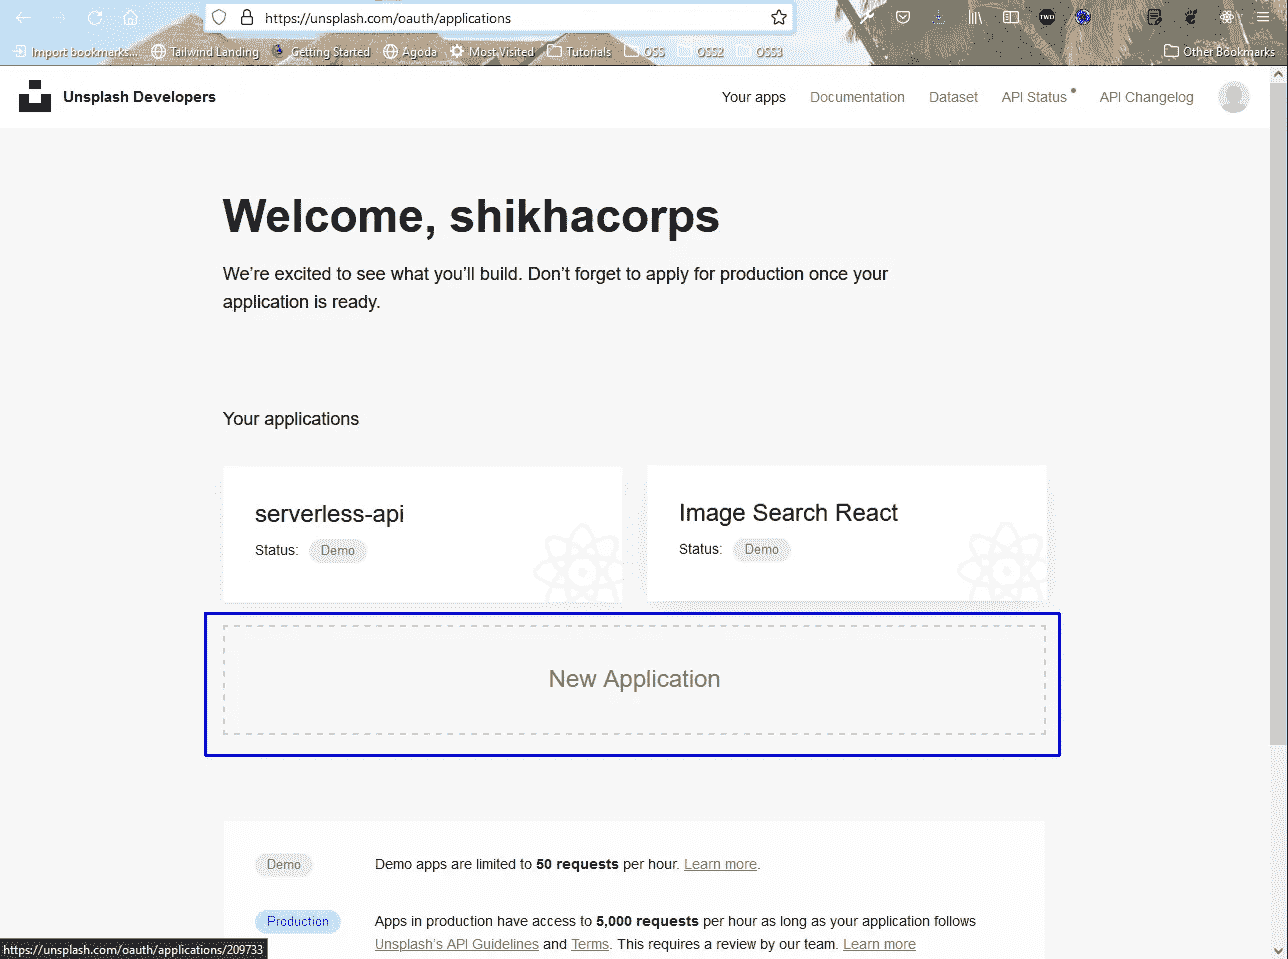 https://unsplash.com/oauth/applications
TWD
Import bookmarks... Tailwind Landing Getting Started Agoda Most Visited Tutorials OSS OSS2 OSS3 Other Bookmarks
Unsplash Developers Your apps Documentation Dataset API Status API Changelog
Welcome, shikhacorps
We’re excited to see what you’ll build. Don’t forget to apply for production once your
application is ready.
Your applications
serverless-api
Status: Demo
Image Search React
Status: Demo
New Application
Demo Demo apps are limited to 50 requests per hour. Learn more.
Production Apps in production have access to 5,000 requests per hour as long as your application follows
Unsplash’s API Guidelines and Terms. This requires a review by our team. Learn more
https://unsplash.com/oauth/applications/209733